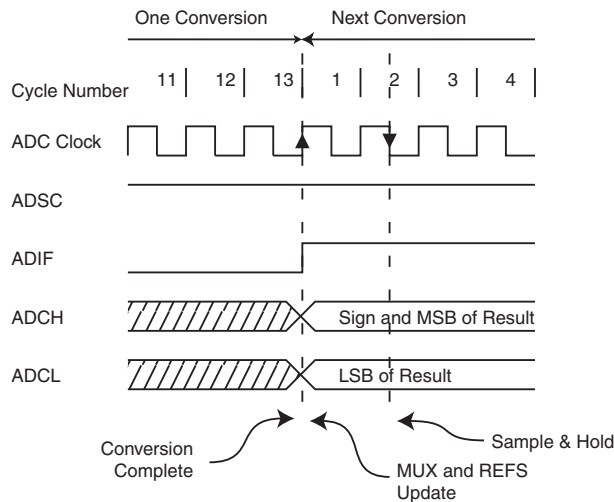 One Conversion Next Conversion
Cycle Number 11 12 13 1 2 3 4
ADC Clock
ADSC
ADIF
ADCH Sign and MSB of Result
ADCL LSB of Result
Conversion
Complete
MUX and REFS
Update
Sample & Hold